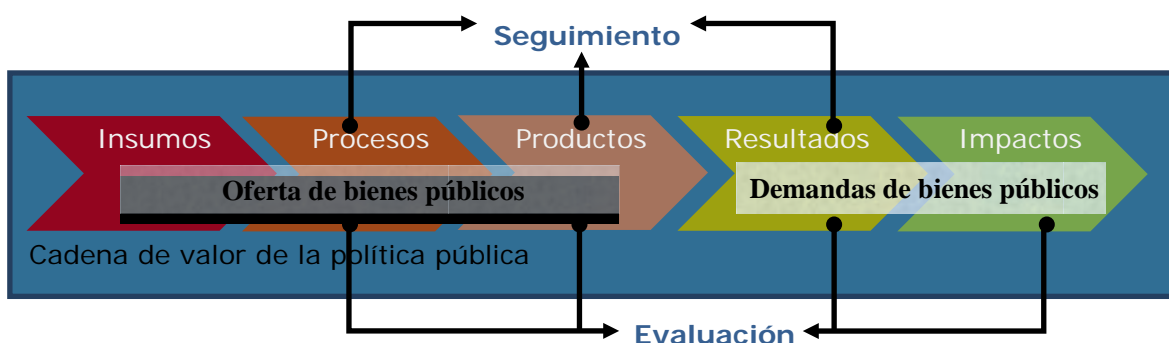 Seguimiento
Insumos
Procesos
Productos
Resultados
Impactos
Oferta de bienes públicos
Demandas de bienes públicos
Cadena de valor de la política pública
Evaluación